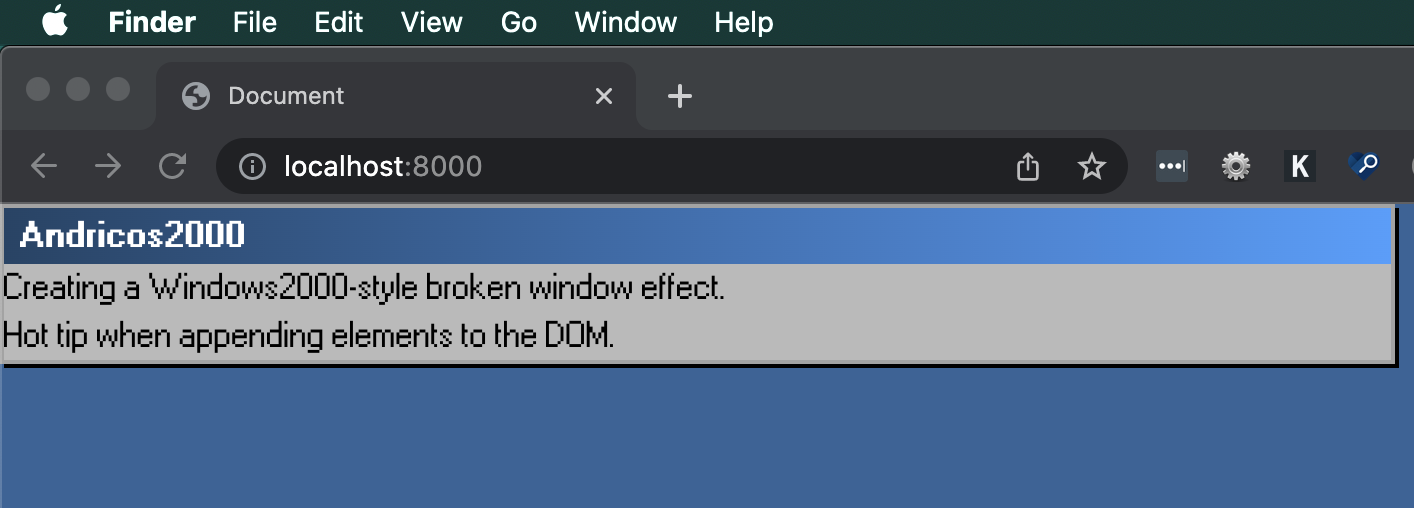 Finder File Edit View Go Window Help
Document
localhost:8000
K
Andricos2000
Creating a Windows2000-style broken window effect.
Hot tip when appending elements to the DOM.